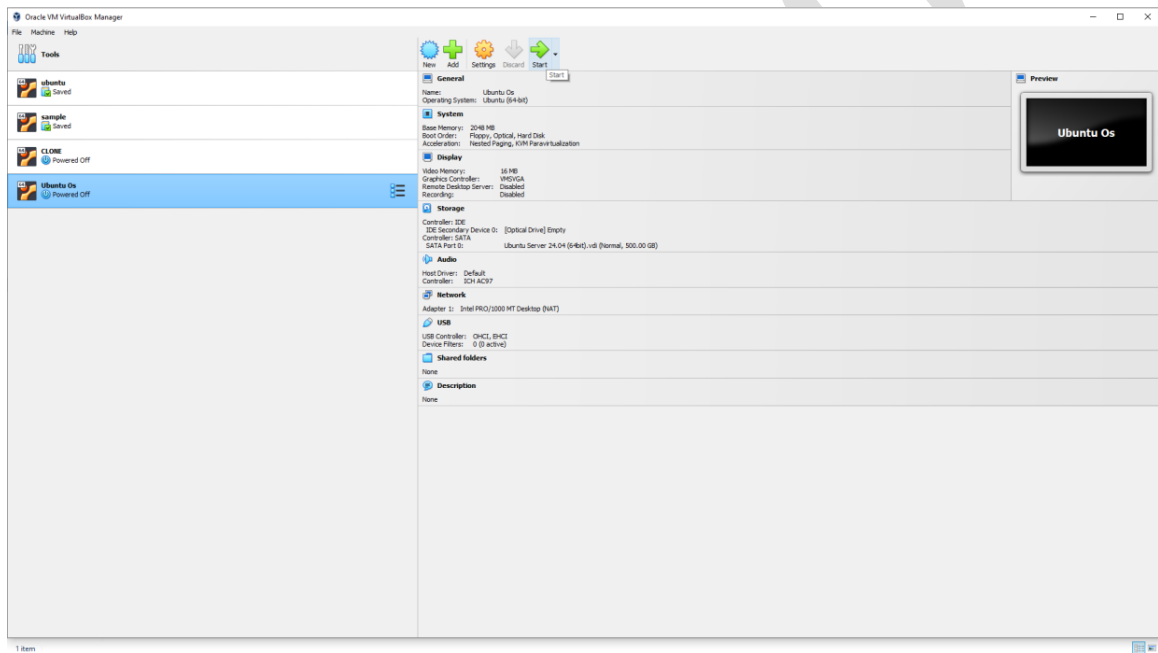 Oracle VM VirtualBox Manager
File Machine Help
Tools
New Add Settings Discard Start
Start
ubuntu
Saved
sample
Saved
CLONE
Powered Off
Ubuntu Os
Powered Off
General
Name: Ubuntu Os
Operating System: Ubuntu (64-bit)
System
Base Memory: 2048 MB
Boot Order: Floppy, Optical, Hard Disk
Acceleration: Nested Paging, KVM Paravirtualization
Display
Video Memory: 16 MB
Graphics Controller: VMSVGA
Remote Desktop Server: Disabled
Recording: Disabled
Storage
Controller: IDE
IDE Secondary Device 0: [Optical Drive] Empty
Controller: SATA
SATA Port 0: Ubuntu Server 24.04 (64bit).vdi (Normal, 500.00 GB)
Audio
Host Driver: Default
Controller: ICH AC97
Network
Adapter 1: Intel PRO/1000 MT Desktop (NAT)
USB
USB Controller: OHCI, EHCI
Device Filters: 0 (0 active)
Shared folders
None
Description
None
Preview
Ubuntu Os
1 item